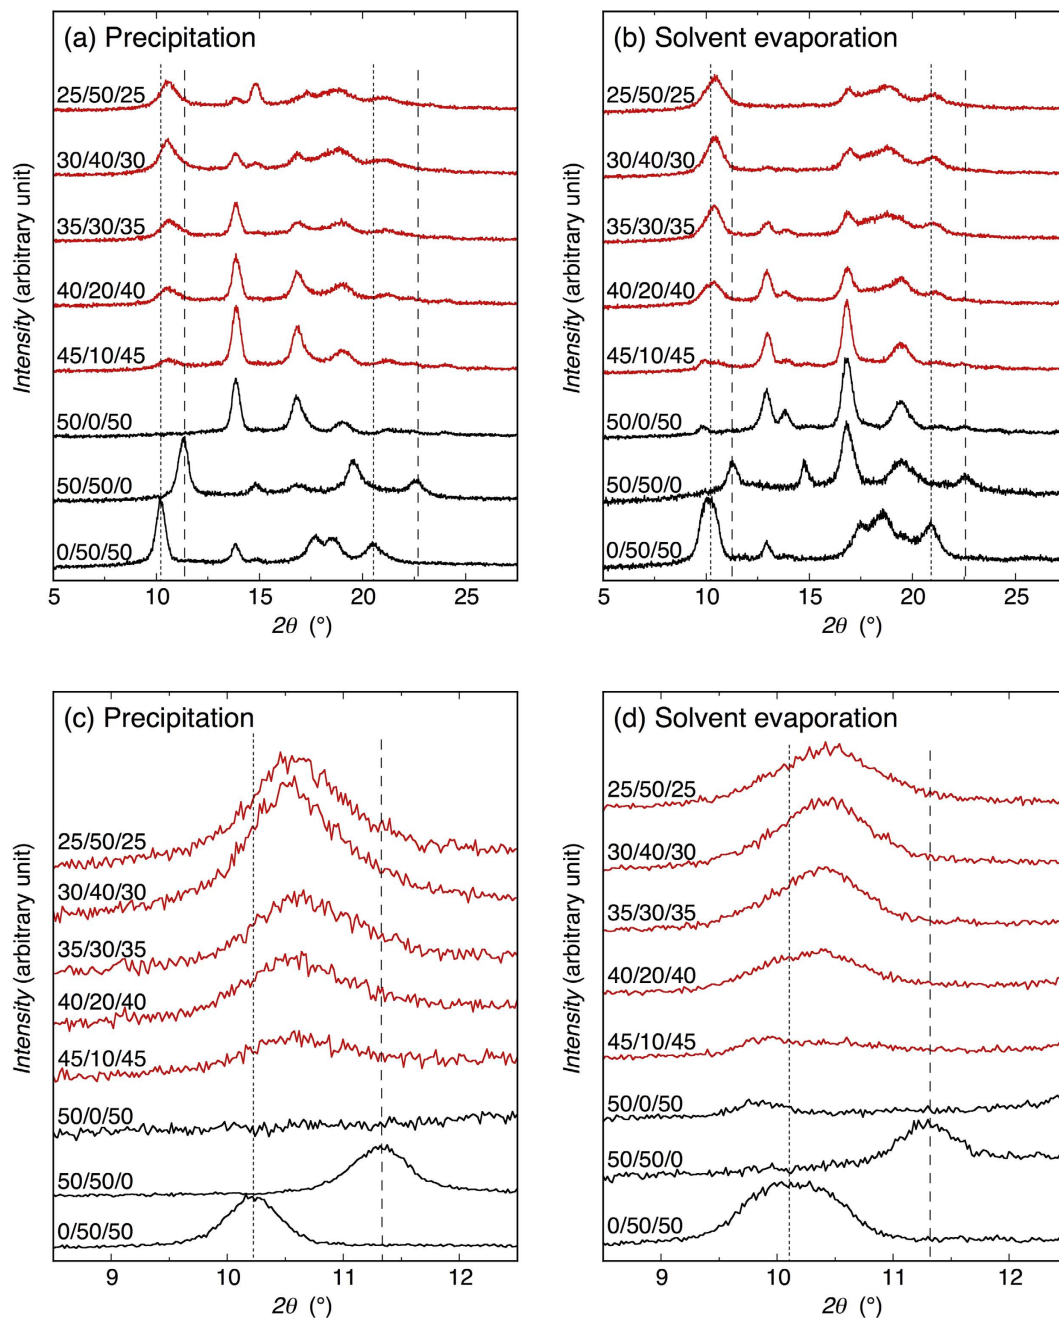 (a) Precipitation
25/50/25
30/40/30
35/30/35
40/20/40
45/10/45
50/0/50
50/50/0
0/50/50
Intensity (arbitrary unit)
5 10 15 20 25
2θ (°)
(b) Solvent evaporation
25/50/25
30/40/30
35/30/35
40/20/40
45/10/45
50/0/50
50/50/0
0/50/50
Intensity (arbitrary unit)
5 10 15 20 25
2θ (°)
(c) Precipitation
25/50/25
30/40/30
35/30/35
40/20/40
45/10/45
50/0/50
50/50/0
0/50/50
Intensity (arbitrary unit)
9 10 11 12
2θ (°)
(d) Solvent evaporation
25/50/25
30/40/30
35/30/35
40/20/40
45/10/45
50/0/50
50/50/0
0/50/50
Intensity (arbitrary unit)
9 10 11 12
2θ (°)